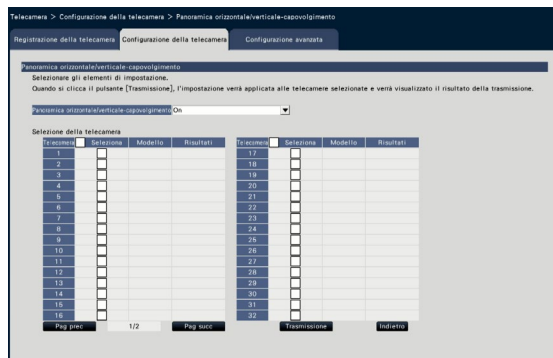 Telecamera > Configurazione della telecamera > Panoramica orizzontale/verticale-capovolgimento
Registrazione della telecamera Configurazione della telecamera Configurazione avanzata
Panoramica orizzontale/verticale-capovolgimento
Selezionare gli elementi di impostazione.
Quando si clicca il pulsante [Trasmissione], l'impostazione verrà applicata alle telecamere selezionate e verrà visualizzato il risultato della trasmissione.
Panoramica orizzontale/verticale-capovolgimento On
Selezione della telecamera
Telecamera Seleziona Modello Risultati Telecamera Seleziona Modello Risultati
1 17
2 18
3 19
4 20
5 21
6 22
7 23
8 24
9 25
10 26
11 27
12 28
13 29
14 30
15 31
16 32
Pag prec 1/2 Pag succ Trasmissione Indietro